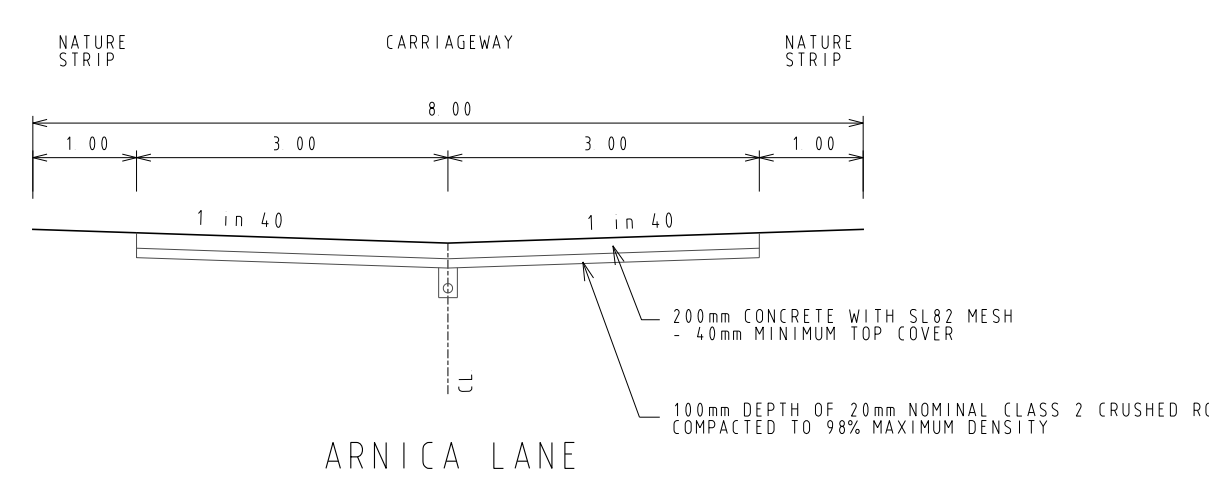 NATURE
STRIP
CARRIAGEWAY
NATURE
STRIP
8.00
1.00
3.00
3.00
1.00
1 in 40
1 in 40
200mm CONCRETE WITH SL82 MESH
- 40mm MINIMUM TOP COVER
CL
100mm DEPTH OF 20mm NOMINAL CLASS 2 CRUSHED
COMPACTED TO 98% MAXIMUM DENSITY
ARNICA LANE